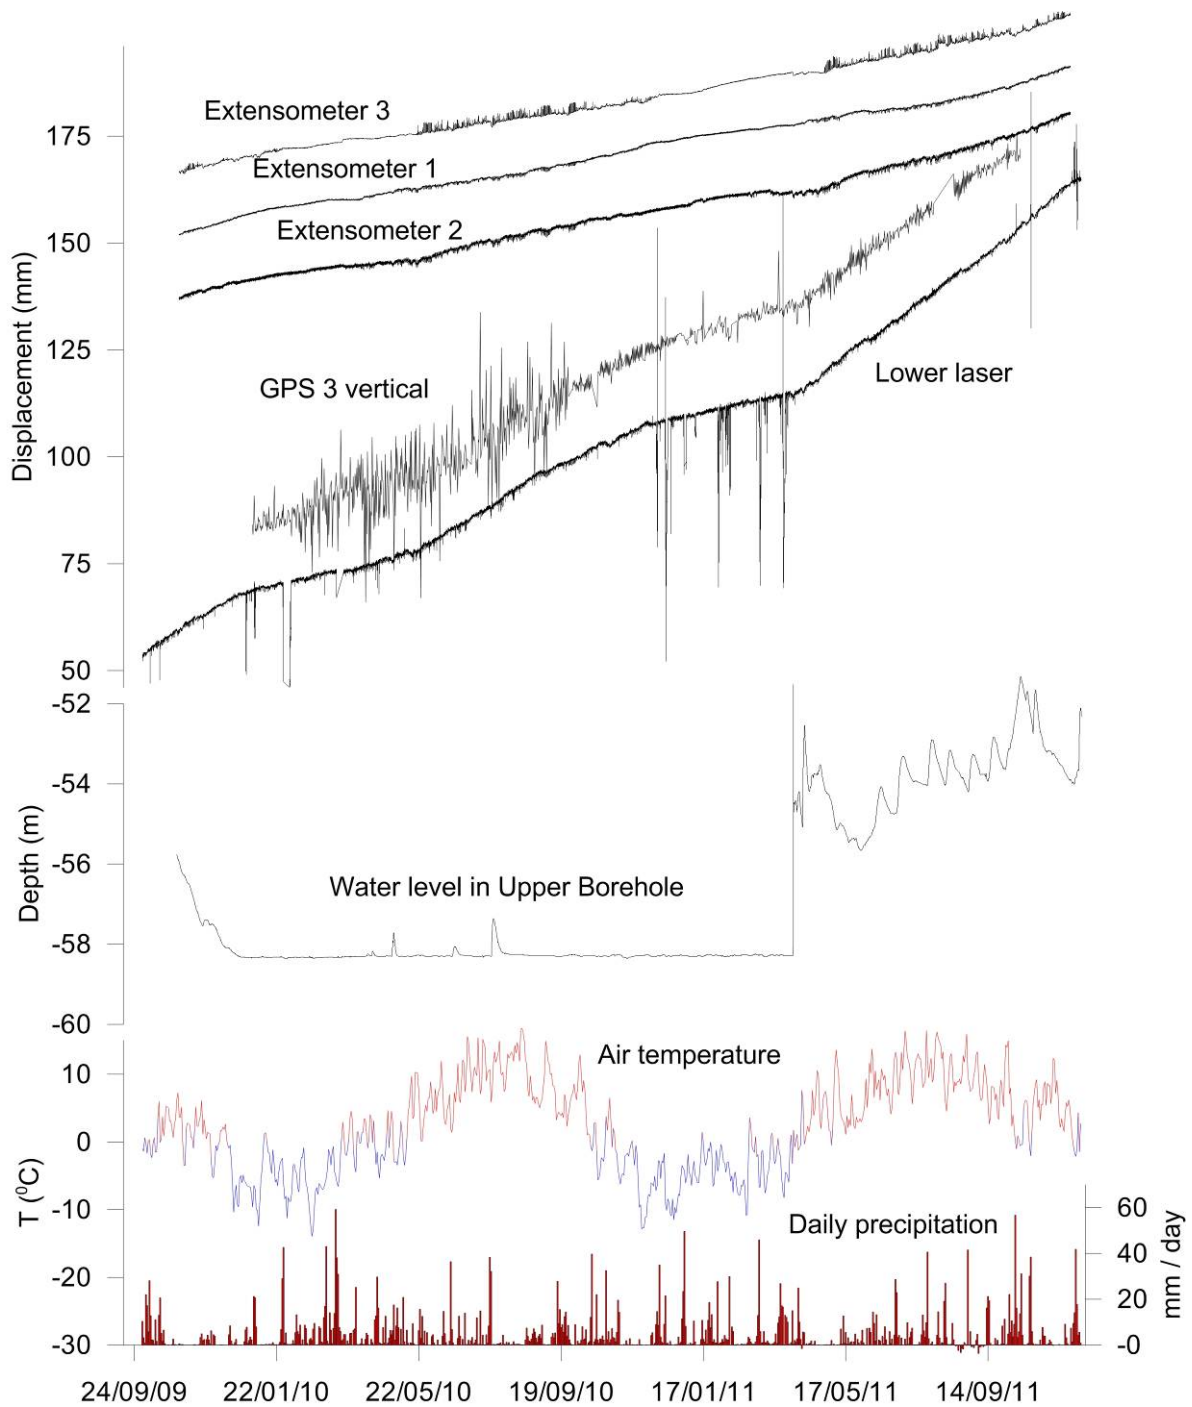 Extensometer 3
175
Extensometer 1
Extensometer 2
150
Displacement (mm)
125
Lower laser
GPS 3 vertical
100
75
50
-52
-54
Depth (m)
-56
Water level in Upper Borehole
-58
-60
Air temperature
10
0
T (⁰C)
-10
Daily precipitation
60
40
mm / day
-20
20
-30
-0
24/09/09 22/01/10 22/05/10 19/09/10 17/01/11 17/05/11 14/09/11